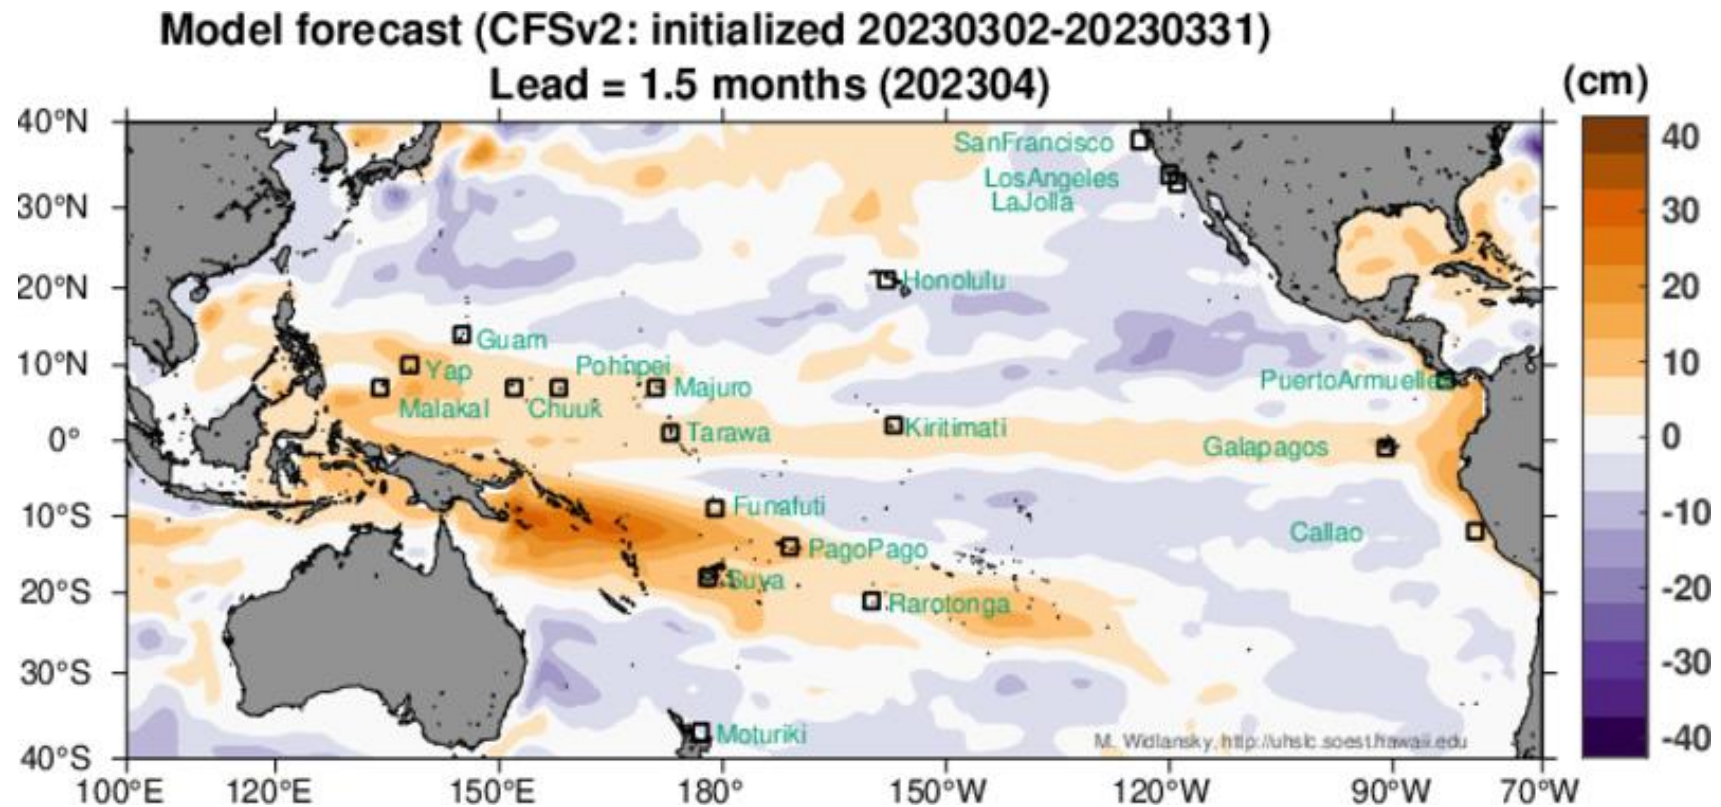 Model forecast (CFSv2: initialized 20230302-20230331)
Lead = 1.5 months (202304)
(cm)
40°N
30°N
20°N
10°N
0°
10°S
20°S
30°S
40°S
SanFrancisco
LosAngeles
LaJolla
Honolulu
Guam
Pohnpei
Yap
Majuro
PuertoArmuelle
Malakal
Chuuk
Tarawa
Kiritimati
Galapagos
Funafuti
Callao
PagoPago
Suva
Rarotonga
Moturiki
M. Widlansky, http://uhslc.soest.hawaii.edu
100°E
120°E
150°E
180°
150°W
120°W
90°W
70°W
40
30
20
10
0
-10
-20
-30
-40